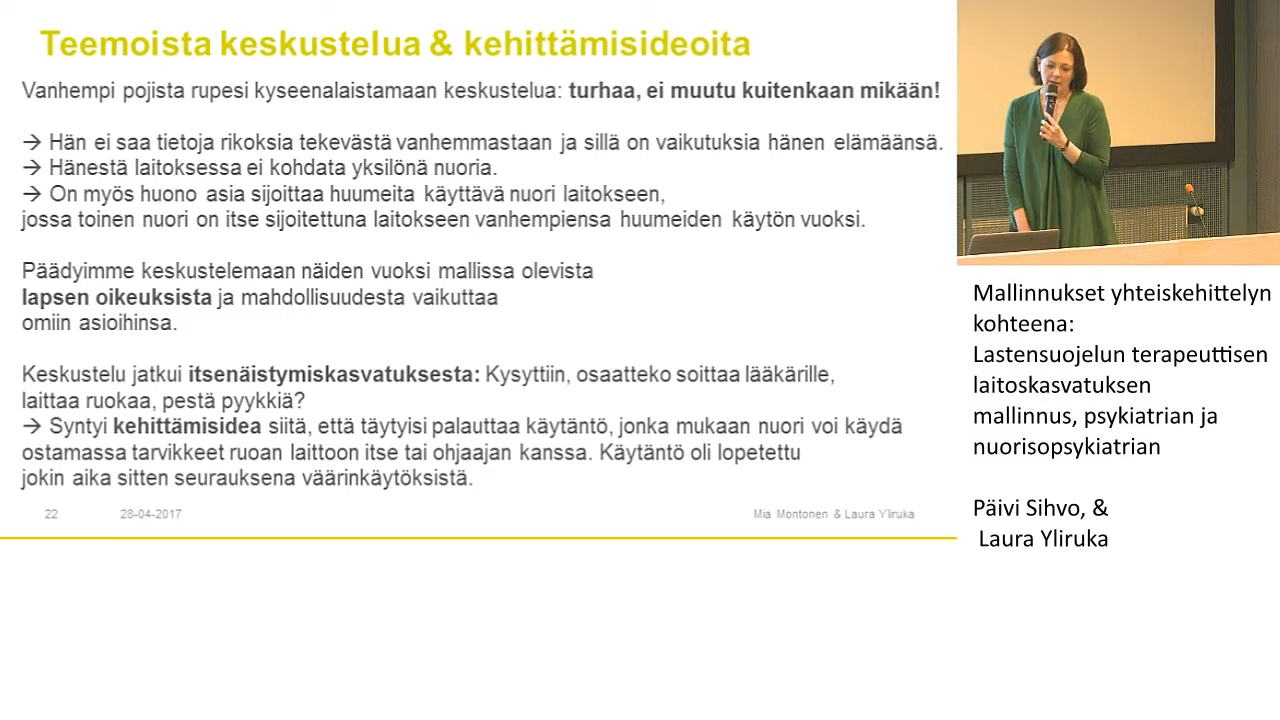 Teemoista keskustelua & kehittämisideoita
Vanhempi pojista rupesi kyseenalaistamaan keskustelua: turhaa, ei muutu kuitenkaan mikään!
→ Hän ei saa tietoja rikoksia tekevästä vanhemmastaan ja sillä on vaikutuksia hänen elämäänsä.
→ Hänestä laitoksessa ei kohdata yksilönä nuoria.
→ On myös huono asia sijoittaa huumeita käyttävä nuori laitokseen,
jossa toinen nuori on itse sijoitettuna laitokseen vanhempiensa huumeiden käytön vuoksi.
Päädyimme keskustelemaan näiden vuoksi mallissa olevista
lapsen oikeuksista ja mahdollisuudesta vaikuttaa
omiin asioihinsa.
Keskustelu jatkui itsenäistymiskasvatuksesta: Kysyttiin, osaatteko soittaa lääkärille,
laittaa ruokaa, pestä pyykkiä?
→ Syntyi kehittämisidea siitä, että täytyisi palauttaa käytäntö, jonka mukaan nuori voi käydä
ostamassa tarvikkeet ruoan laittoon itse tai ohjaajan kanssa. Käytäntö oli lopetettu
jokin aika sitten seurauksena väärinkäytöksistä.
22 28-04-2017 Mia Montonen & Laura Yliruka
Mallinnukset yhteiskehittelyn
kohteena:
Lastensuojelun terapeuttisen
laitoskasvatuksen
mallinnus, psykiatrian ja
nuorisopsykiatrian
Päivi Sihvo, &
Laura Yliruka